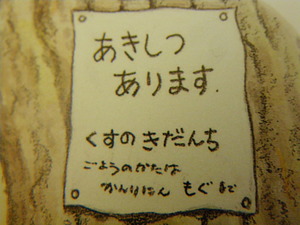 あきしつ
あります.
くすのきだんち
ごようのかたは
かんりにん もぐまで